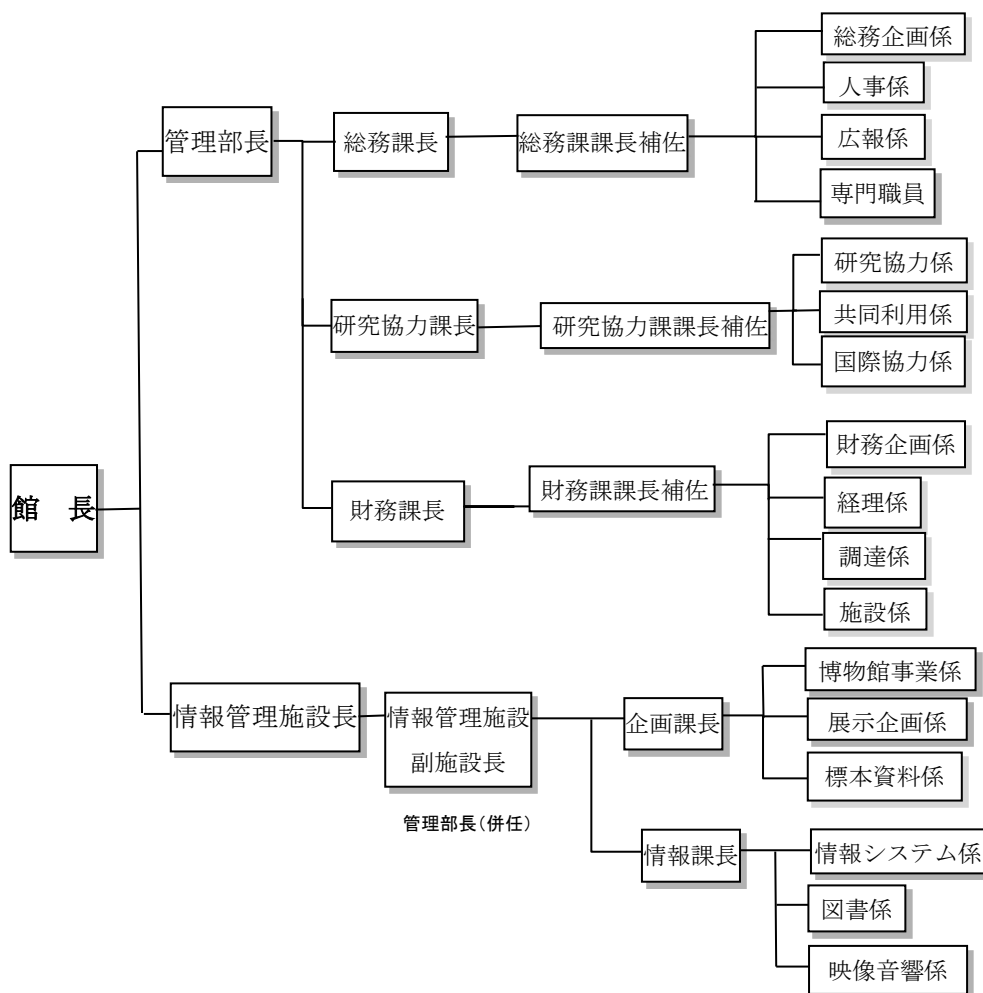 館　長
管理部長
総務課長
総務課課長補佐
総務企画係
人事係
広報係
専門職員
研究協力課長
研究協力課課長補佐
研究協力係
共同利用係
国際協力係
財務課長
財務課課長補佐
財務企画係
経理係
調達係
施設係
情報管理施設長
情報管理施設
副施設長
管理部長（併任）
企画課長
博物館事業係
展示企画係
標本資料係
情報課長
情報システム係
図書係
映像音響係